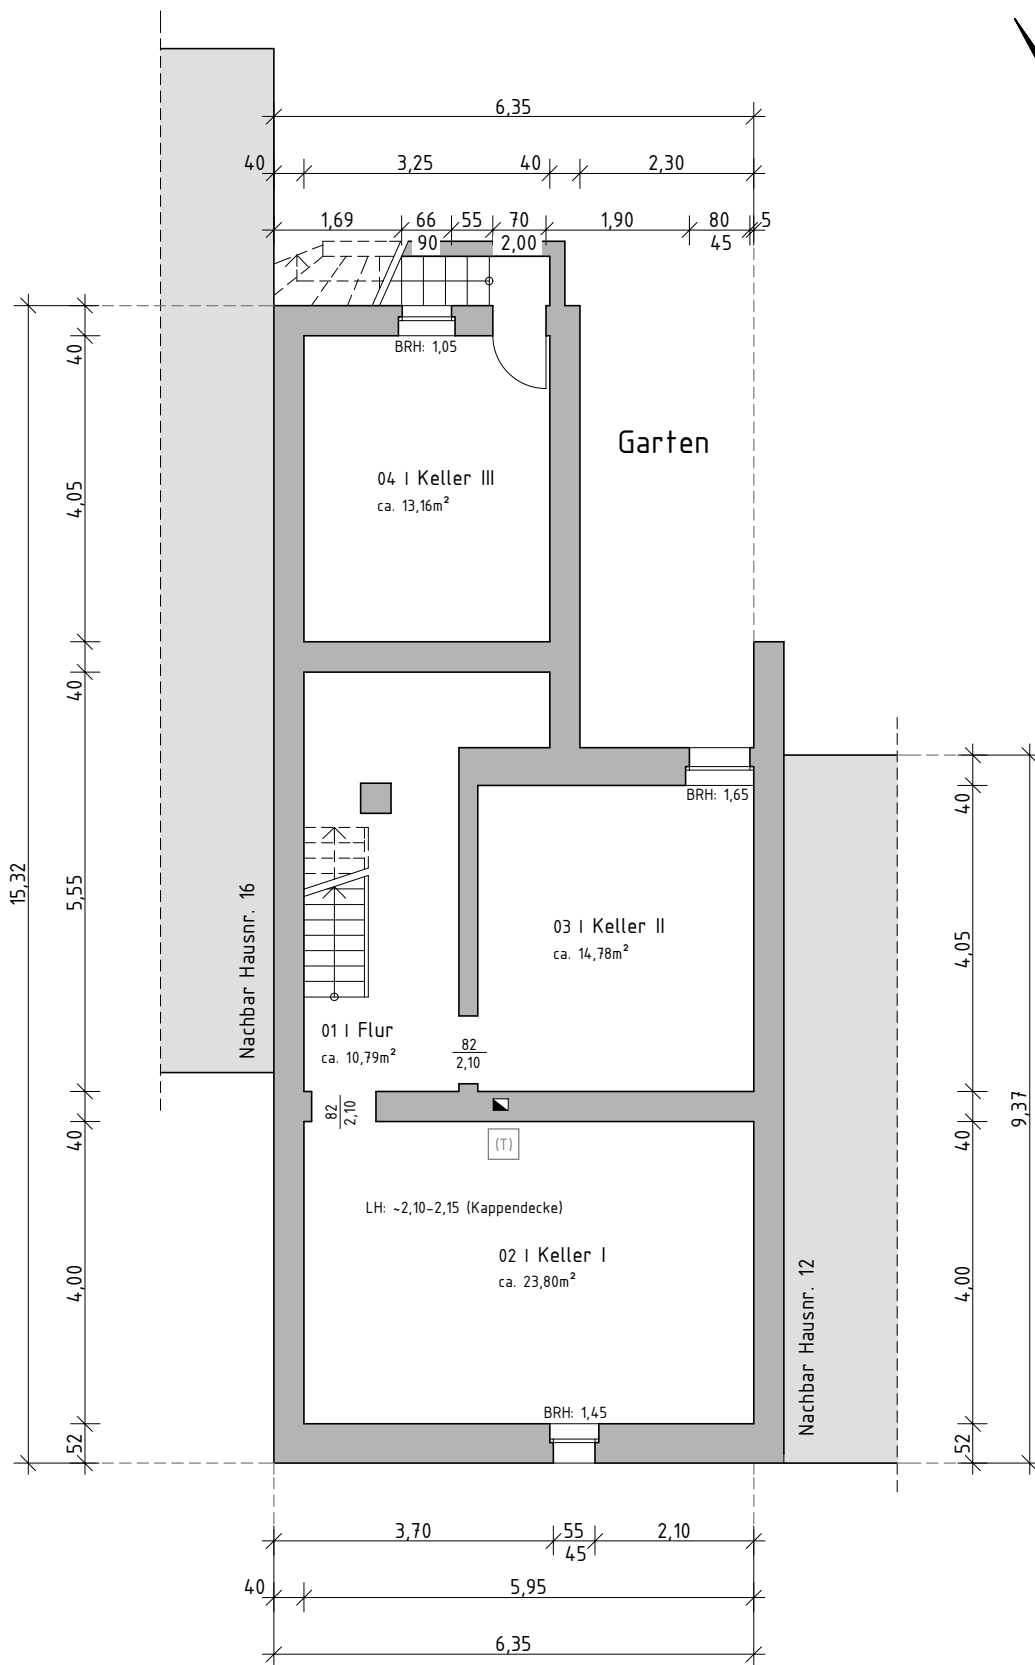 6,35
40 3,25 40 2,30
1,69 66 55 70 1,90 80 5
90 2,00 45
BRH: 1,05
40
Garten
04 | Keller III
ca. 13,16m²
4,05
40
BRH: 1,65
40
15,32
5,55
Nachbar Hausnr. 16
03 | Keller II
ca. 14,78m²
4,05
01 | Flur
ca. 10,79m²
82
2,10
82
2,10
40
(T)
40
9,37
LH: ~2,10-2,15 (Kappendecke)
02 | Keller I
ca. 23,80m²
4,00
4,00
Nachbar Hausnr. 12
BRH: 1,45
52
52
3,70 55 2,10
45
40 5,95
6,35